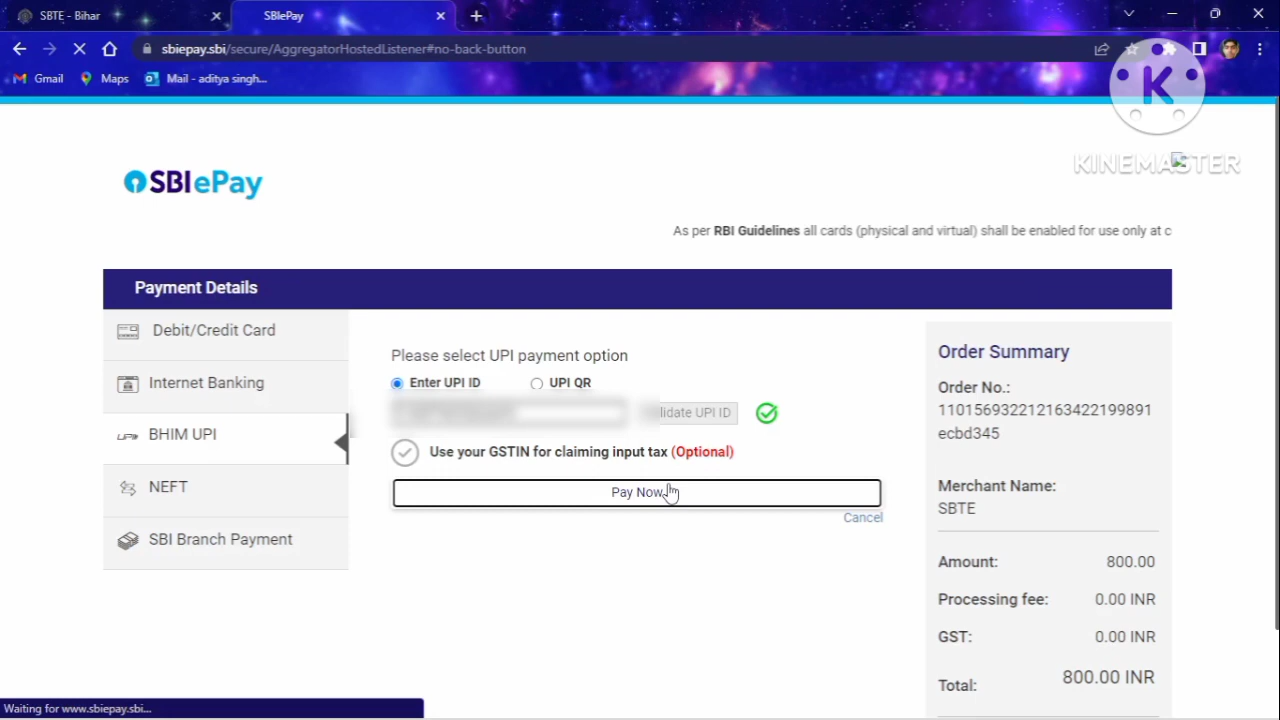 SBTE - Bihar
SBIePay
sbiepay.sbi/secure/AggregatorHostedListener#no-back-button
Gmail
Maps
Mail - aditya singh...
K
KINEMASTER
SBI ePay
As per RBI Guidelines all cards (physical and virtual) shall be enabled for use only at c
Payment Details
Debit/Credit Card
Internet Banking
BHIM UPI
NEFT
SBI Branch Payment
Please select UPI payment option
Enter UPI ID
UPI QR
lidate UPI ID
Use your GSTIN for claiming input tax (Optional)
Pay Now
Cancel
Order Summary
Order No.:
110156932212163422199891
ecbd345
Merchant Name:
SBTE
Amount: 800.00
Processing fee: 0.00 INR
GST: 0.00 INR
Total: 800.00 INR
Waiting for www.sbiepay.sbi...